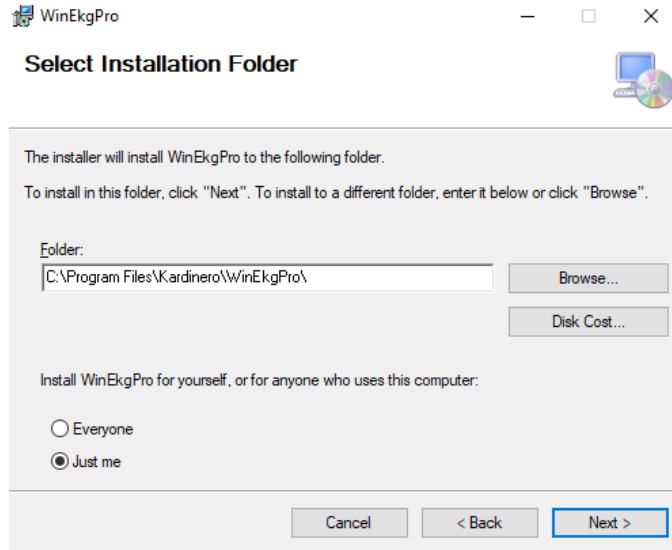 WinEkgPro
Select Installation Folder
The installer will install WinEkgPro to the following folder.
To install in this folder, click "Next". To install to a different folder, enter it below or click "Browse".
Folder:
C:\Program Files\Kardinero\WinEkgPro\
Browse...
Disk Cost...
Install WinEkgPro for yourself, or for anyone who uses this computer:
Everyone
Just me
Cancel
< Back
Next >